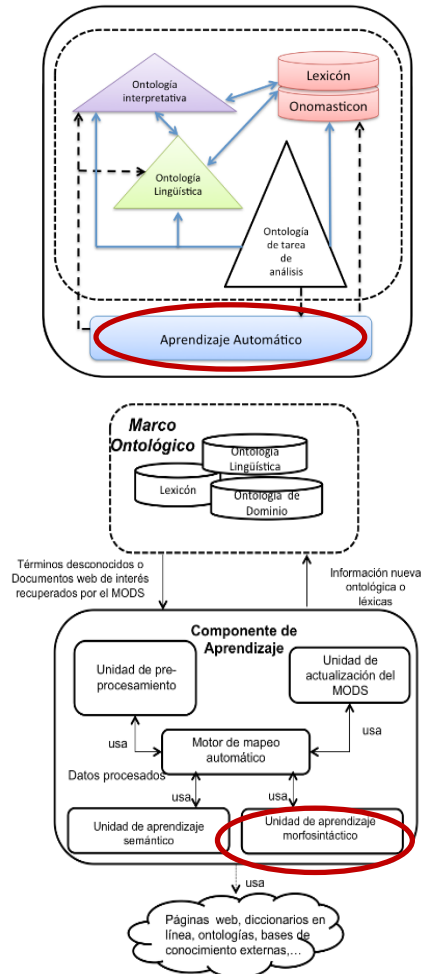 Ontología
interpretativa
Lexicón
Onomasticon
Ontología
Lingüística
Ontología
de tarea
de
análisis
Aprendizaje Automático
Marco
Ontológico
Ontología
Lingüística
Lexicón
Ontología de
Dominio
Términos desconocidos o
Documentos web de interés
recuperados por el MODS
Información nueva
ontológica o
léxicas
Componente de
Aprendizaje
Unidad de pre-
procesamiento
Unidad de
actualización del
MODS
usa
usa
Motor de mapeo
automático
Datos procesados
usa
usa
Unidad de aprendizaje
semántico
Unidad de aprendizaje
morfosintáctico
usa
Páginas web, diccionarios en
línea, ontologías, bases de
conocimiento externas,...